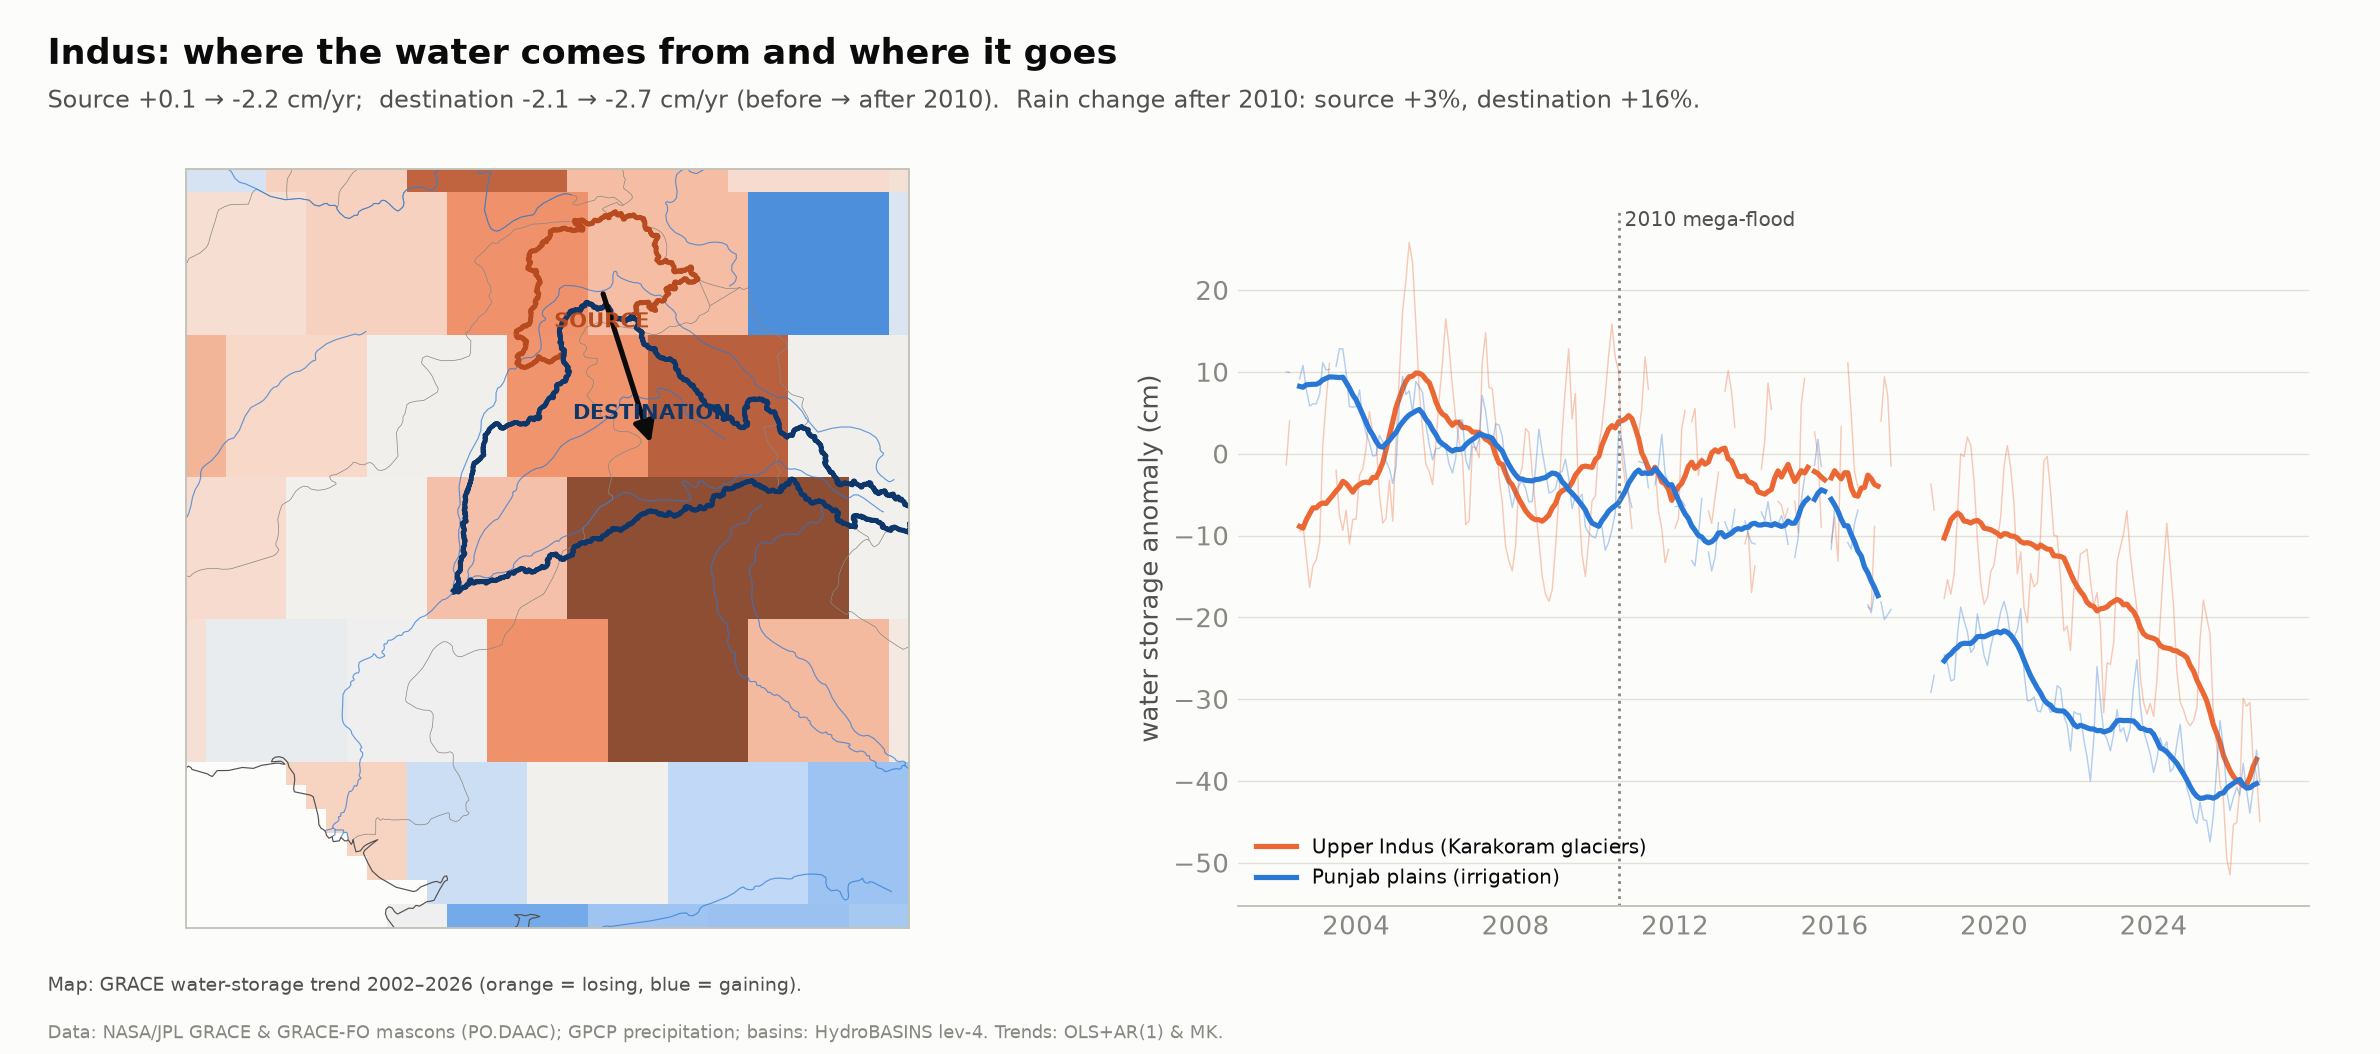 Indus: where the water comes from and where it goes
Source +0.1 → -2.2 cm/yr;  destination -2.1 → -2.7 cm/yr (before → after 2010).  Rain change after 2010: source +3%, destination +16%.
SOURCE
DESTINATION
2010 mega-flood
water storage anomaly (cm)
20
10
0
−10
−20
−30
−40
−50
Upper Indus (Karakoram glaciers)
Punjab plains (irrigation)
2004 2008 2012 2016 2020 2024
Map: GRACE water-storage trend 2002–2026 (orange = losing, blue = gaining).
Data: NASA/JPL GRACE & GRACE-FO mascons (PO.DAAC); GPCP precipitation; basins: HydroBASINS lev-4. Trends: OLS+AR(1) & MK.